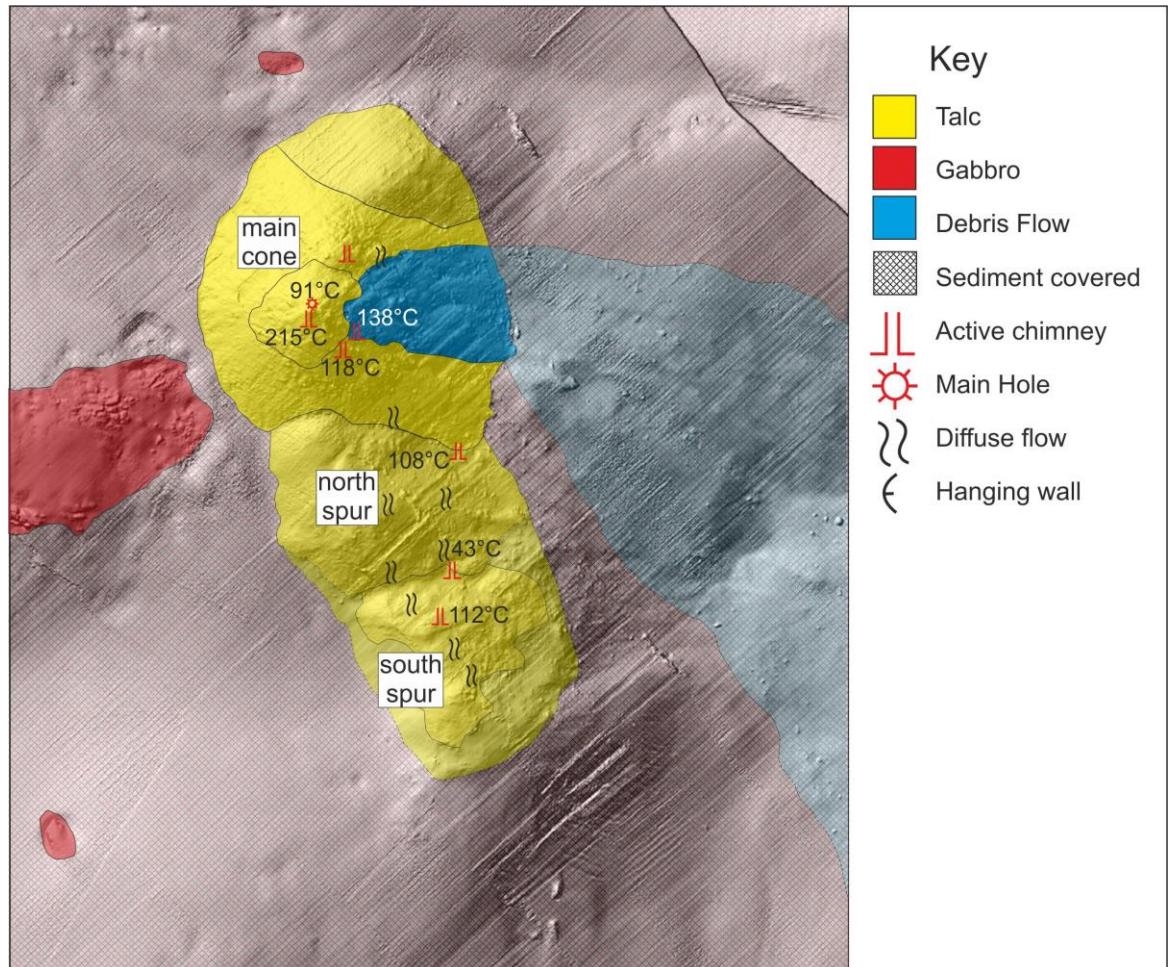 main
cone
91°C
215°C
138°C
118°C
108°C
north
spur
43°C
112°C
south
spur
Key
Talc
Gabbro
Debris Flow
Sediment covered
Active chimney
Main Hole
Diffuse flow
Hanging wall